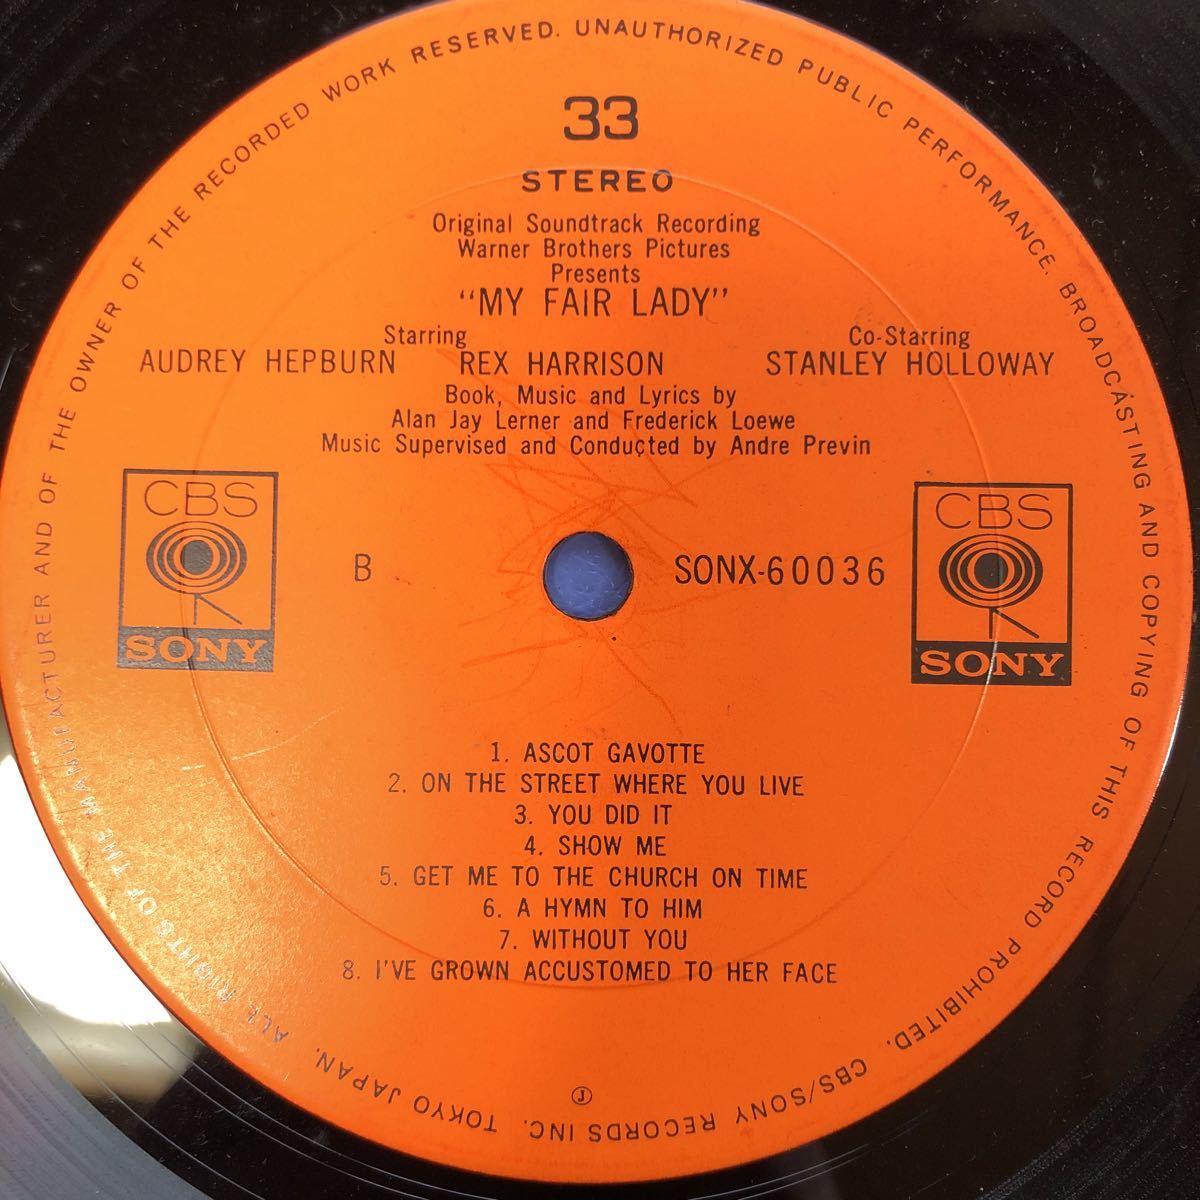 33
STEREO
Original Soundtrack Recording
Warner Brothers Pictures
Presents
"MY FAIR LADY"
Starring
Co-Starring
AUDREY HEPBURN REX HARRISON STANLEY HOLLOWAY
Book, Music and Lyrics by
Alan Jay Lerner and Frederick Loewe
Music Supervised and Conducted by Andre Previn
CBS
SONY
B
SONX-60036
CBS
SONY
1. ASCOT GAVOTTE
2. ON THE STREET WHERE YOU LIVE
3. YOU DID IT
4. SHOW ME
5. GET ME TO THE CHURCH ON TIME
6. A HYMN TO HIM
7. WITHOUT YOU
8. I'VE GROWN ACCUSTOMED TO HER FACE
J
ALL RIGHTS OF THE MANUFACTURER AND OF THE OWNER OF THE RECORDED WORK RESERVED. UNAUTHORIZED PUBLIC PERFORMANCE, BROADCASTING AND COPYING OF THIS RECORD PROHIBITED. CBS/SONY RECORDS INC. TOKYO JAPAN.